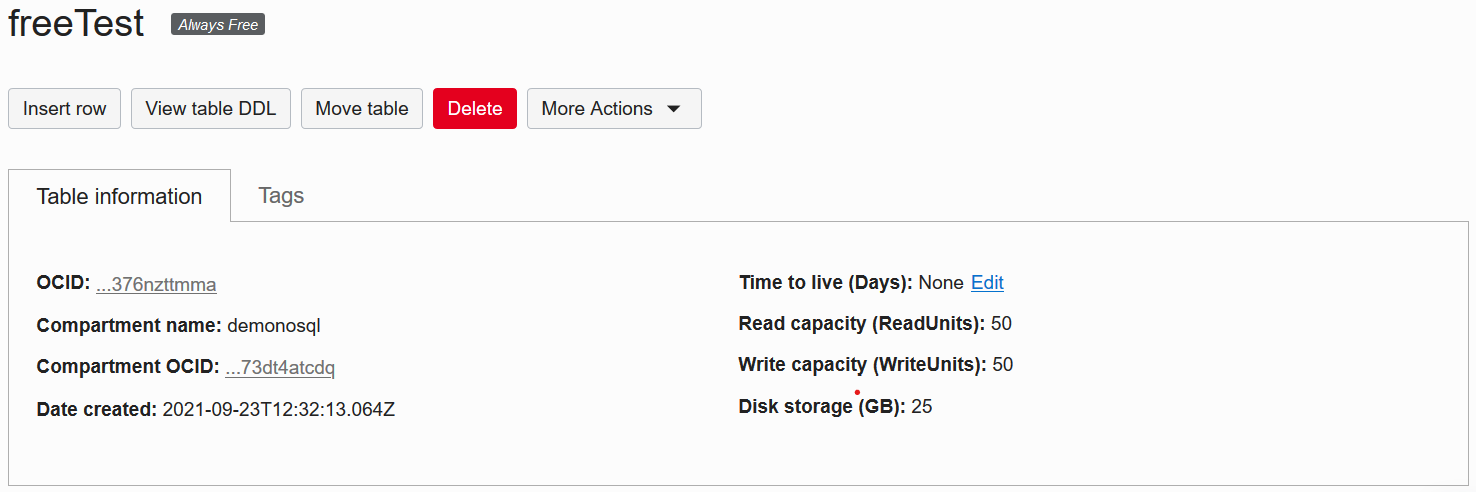 freeTest Always Free
Insert row View table DDL Move table Delete More Actions
Table information Tags
OCID: ...376nzttmma
Compartment name: demonosql
Compartment OCID: ...73dt4atcdq
Date created: 2021-09-23T12:32:13.064Z
Time to live (Days): None Edit
Read capacity (ReadUnits): 50
Write capacity (WriteUnits): 50
Disk storage (GB): 25